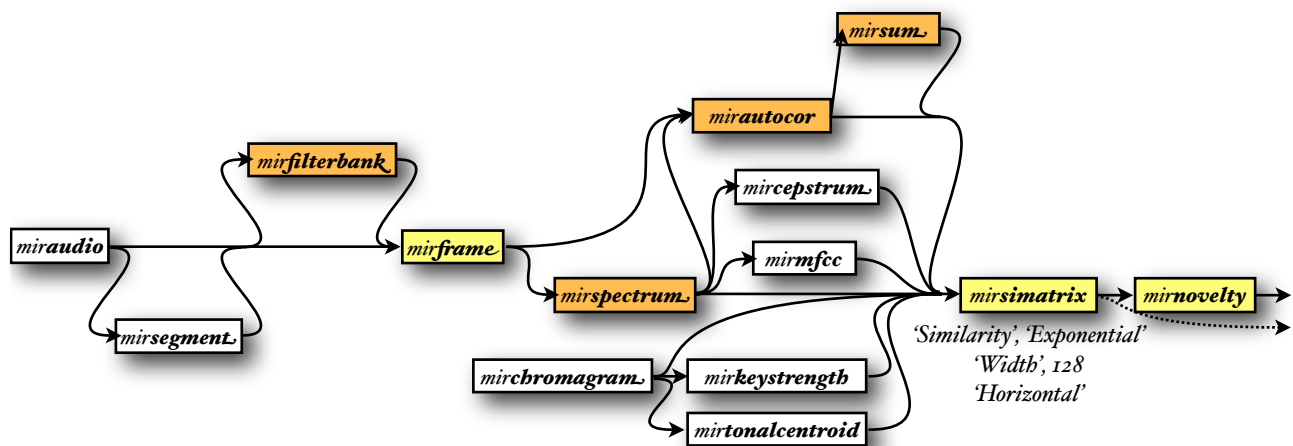 mirsum
mirautocor
mirfilterbank
mircepstrum
miraudio
mirframe
mirmfcc
mirspectrum
mirsimatrix
mirnovelty
mirsegment
‘Similarity’, ‘Exponential’
‘Width’, 128
‘Horizontal’
mirchromagram
mirkeystrength
mirtonalcentroid